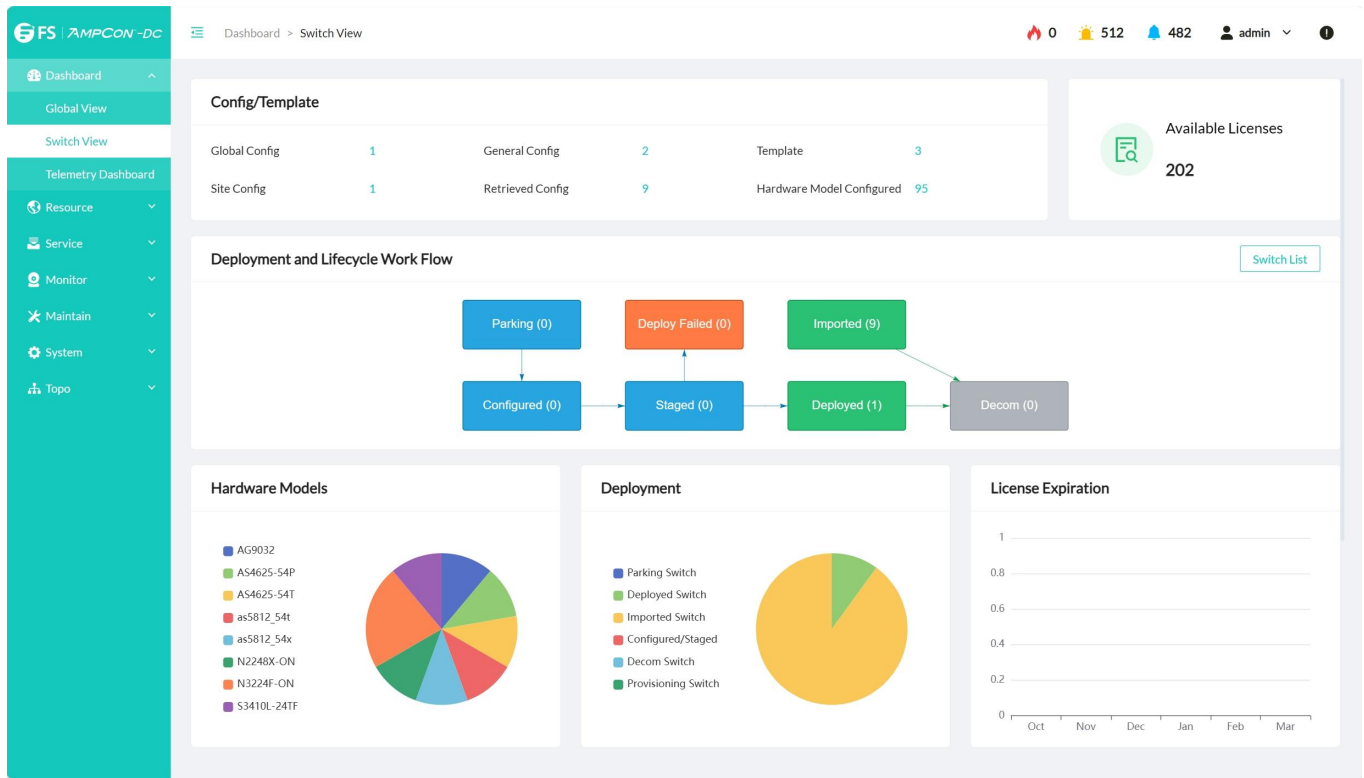 FS AMPCON™-DC
Dashboard > Switch View
0
512
482
admin
Dashboard
Global View
Switch View
Telemetry Dashboard
Resource
Service
Monitor
Maintain
System
Topo
Config/Template
Global Config 1
General Config 2
Template 3
Site Config 1
Retrieved Config 9
Hardware Model Configured 95
Available Licenses
202
Deployment and Lifecycle Work Flow
Switch List
Parking (0)
Deploy Failed (0)
Imported (9)
Configured (0)
Staged (0)
Deployed (1)
Decom (0)
Hardware Models
AG9032
AS4625-54P
AS4625-54T
as5812_54t
as5812_54x
N2248X-ON
N3224F-ON
S3410L-24TF
Deployment
Parking Switch
Deployed Switch
Imported Switch
Configured/Staged
Decom Switch
Provisioning Switch
License Expiration
1
0.8
0.6
0.4
0.2
0
Oct Nov Dec Jan Feb Mar